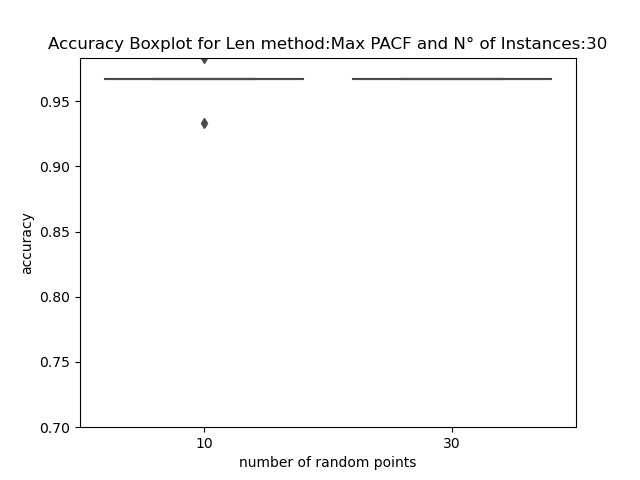 Accuracy Boxplot for Len method:Max PACF and N° of Instances:30
0.95
0.90
0.85
0.80
0.75
0.70
accuracy
10
30
number of random points